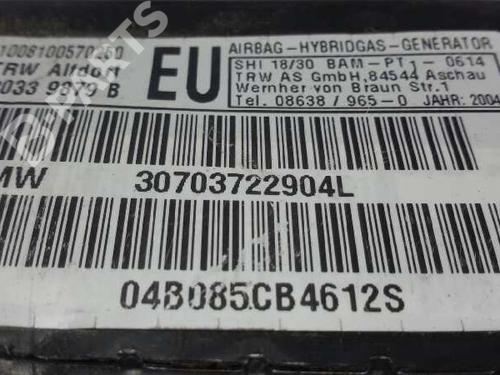 1008100570250
TRW Alfdorf
8033 9879 B
EU
AIRBAG-HYBRIDGAS-GENERATOR
SHI 18/30 BAM-PT1-0614
TRW AS GmbH,84544 Aschau
Wernher von Braun Str.1
Tel. 08638/965-0 JAHR: 2004
MW 30703722904L
04B085CB4612S